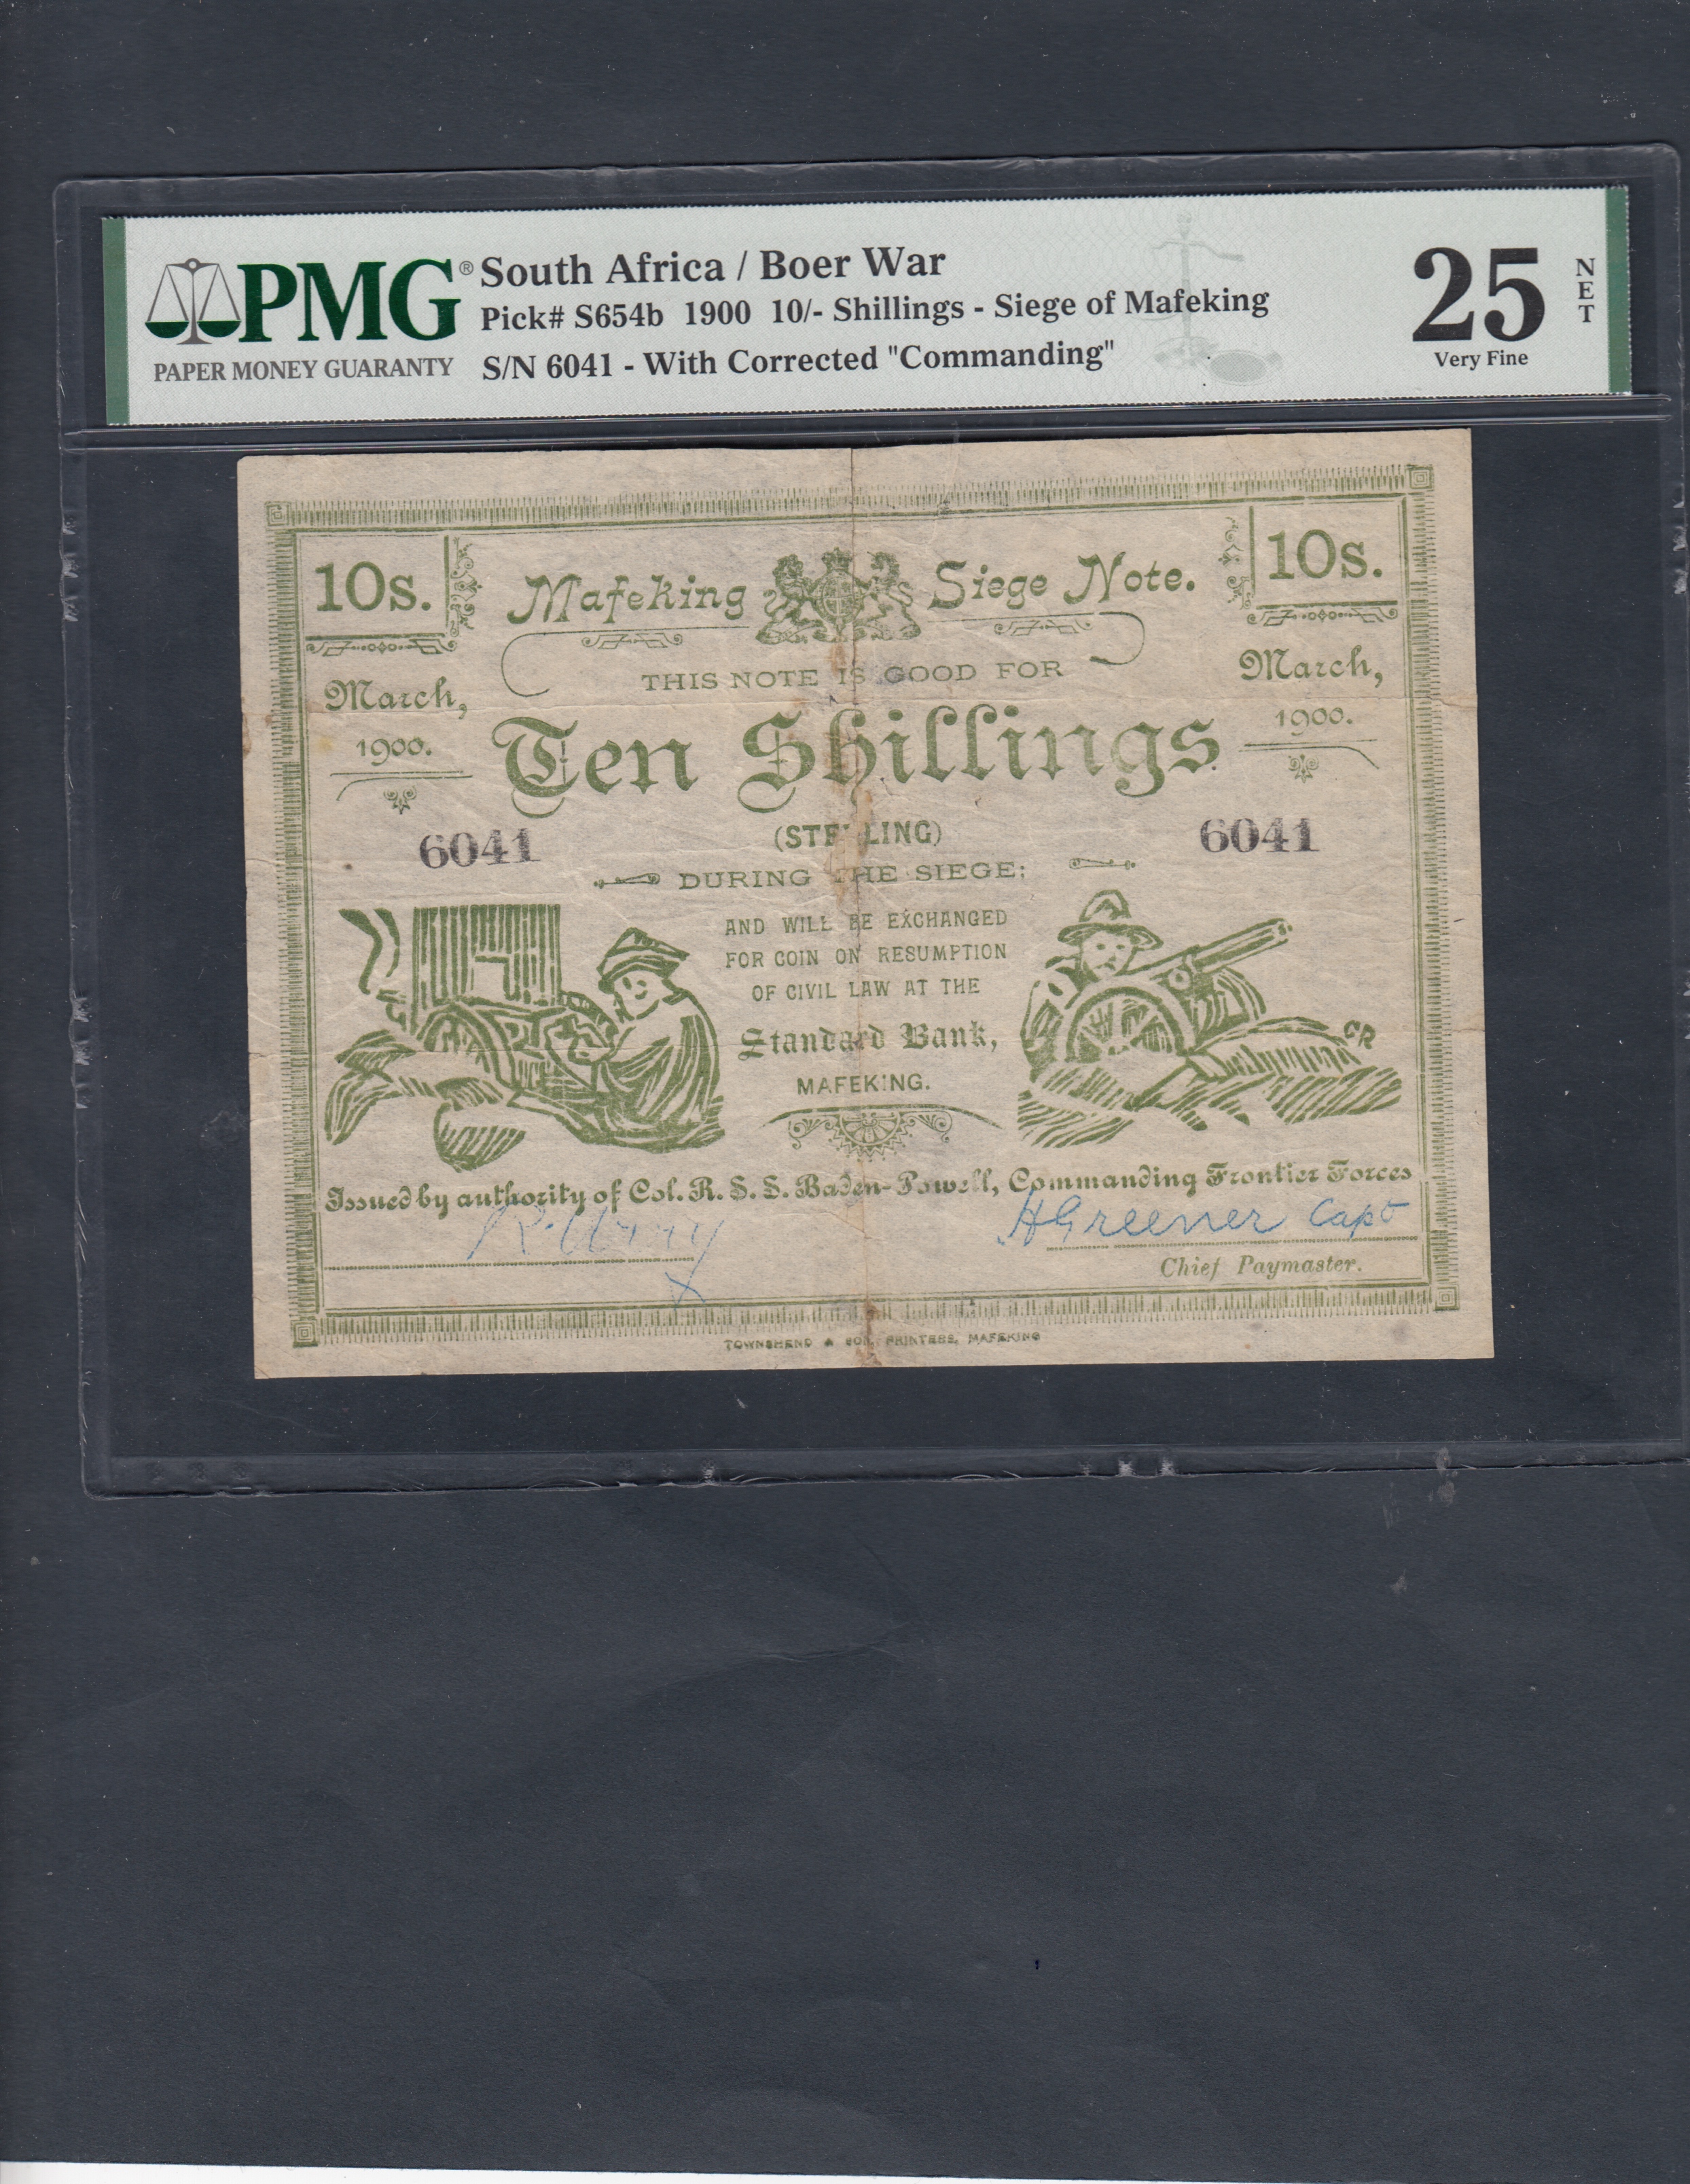 PMG®
PAPER MONEY GUARANTY
South Africa / Boer War
Pick# S654b 1900 10/- Shillings - Siege of Mafeking
S/N 6041 - With Corrected "Commanding"
25
Very Fine
NET
10s.
Mafeking Siege Note.
10s.
THIS NOTE IS GOOD FOR
March,
1900.
Ten Shillings
March,
1900.
6041
(STERLING)
6041
DURING THE SIEGE;
AND WILL BE EXCHANGED
FOR COIN ON RESUMPTION
OF CIVIL LAW AT THE
Standard Bank,
MAFEKING.
CR
Issued by authority of Col. R. S. S. Baden-Powell, Commanding Frontier Forces
H Greener Capt
Chief Paymaster.
TOWNSHEND & SON, PRINTERS, MAFEKING